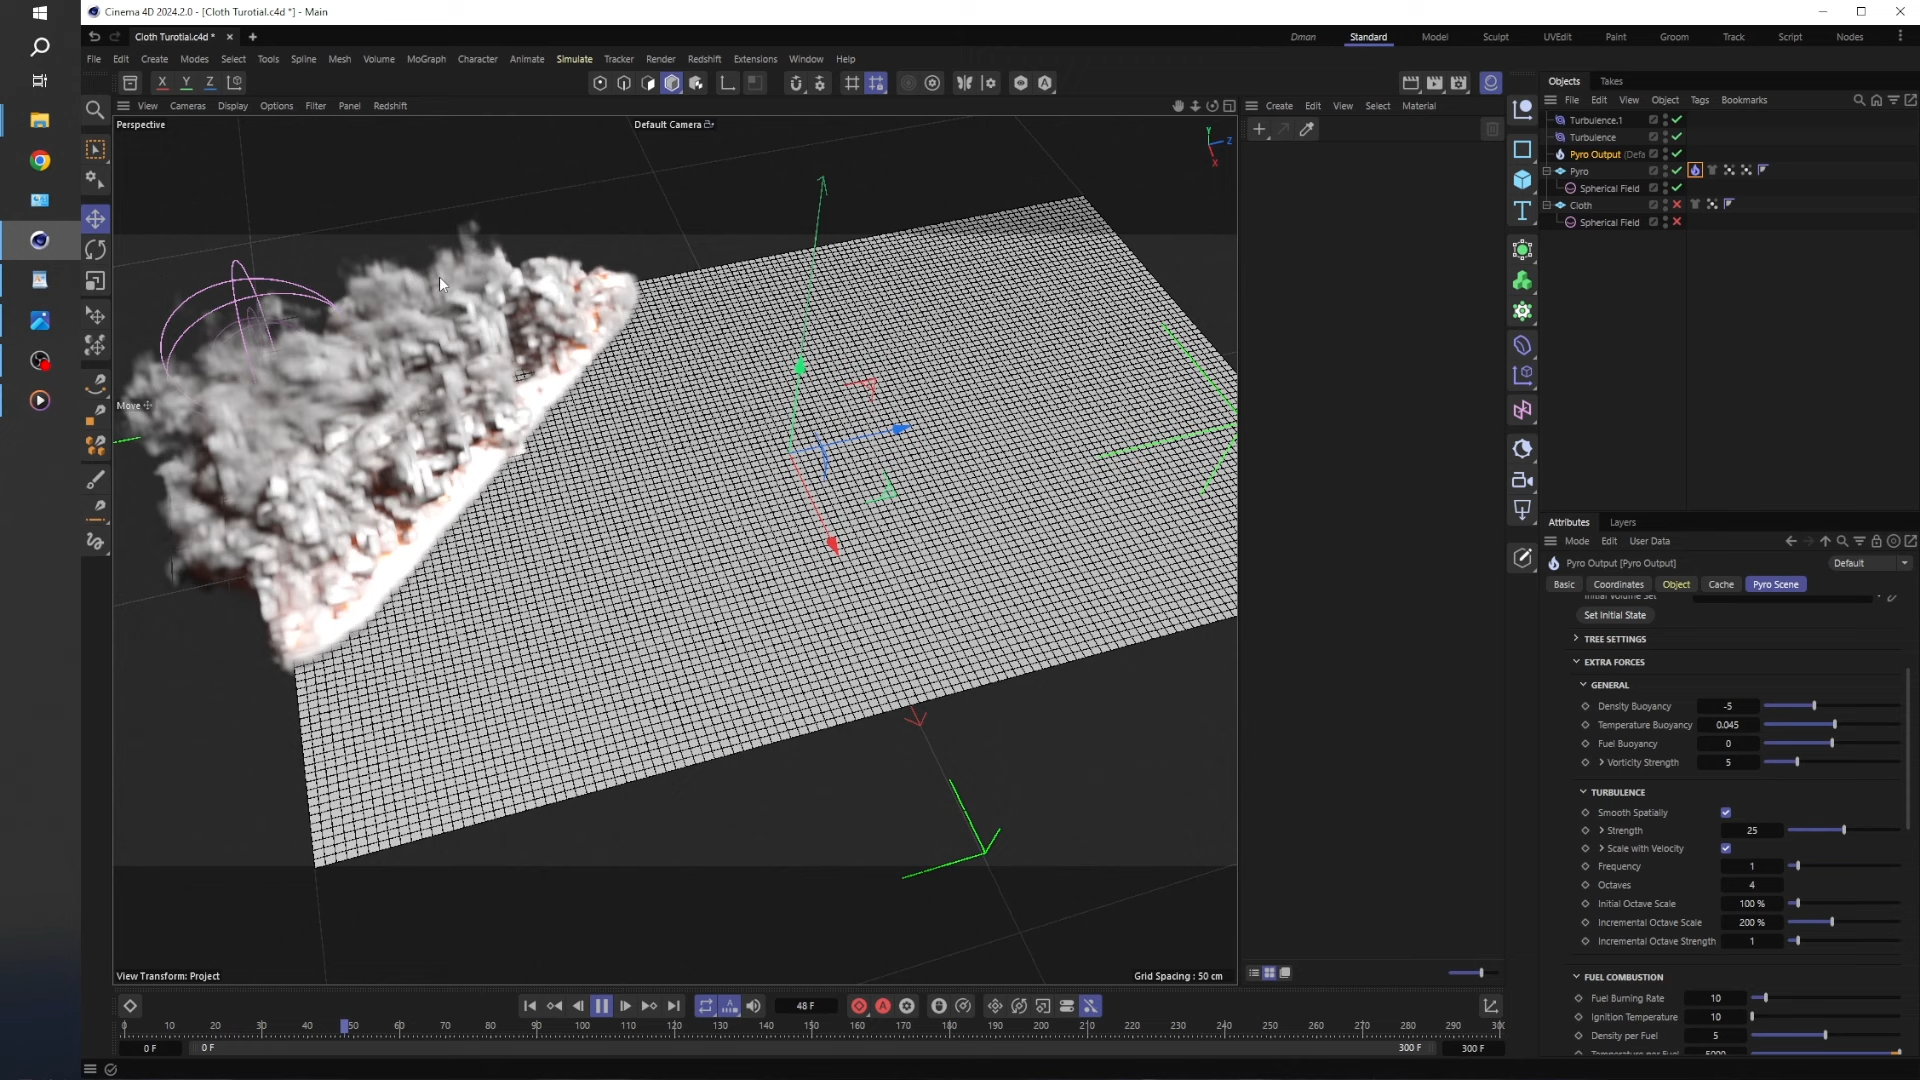 Cinema 4D 2024.2.0 - [Cloth Turotial.c4d *] - Main
Cloth Turotial.c4d *
Dman Standard Model Sculpt UVEdit Paint Groom Track Script Nodes
File Edit Create Modes Select Tools Spline Mesh Volume MoGraph Character Animate Simulate Tracker Render Redshift Extensions Window Help
X Y Z
Objects Takes
View Cameras Display Options Filter Panel Redshift
Create Edit View Select Material
File Edit View Object Tags Bookmarks
Perspective
Default Camera
Y
Z
X
Turbulence.1
Turbulence
Pyro Output (Defa
Pyro
Spherical Field
Cloth
Spherical Field
Move
Attributes Layers
Mode Edit User Data
Pyro Output [Pyro Output]
Default
Basic Coordinates Object Cache Pyro Scene
Initial Volume Set
Set Initial State
TREE SETTINGS
EXTRA FORCES
GENERAL
Density Buoyancy -5
Temperature Buoyancy 0.045
Fuel Buoyancy 0
Vorticity Strength 5
TURBULENCE
Smooth Spatially
Strength 25
Scale with Velocity
Frequency 1
Octaves 4
Initial Octave Scale 100 %
Incremental Octave Scale 200 %
Incremental Octave Strength 1
FUEL COMBUSTION
Fuel Burning Rate 10
Ignition Temperature 10
Density per Fuel 5
Temperature per Fuel 5000
View Transform: Project
Grid Spacing : 50 cm
48 F
0 10 20 30 40 50 60 70 80 90 100 110 120 130 140 150 160 170 180 190 200 210 220 230 240 250 260 270 280 290 300
0 F 0 F 300 F 300 F